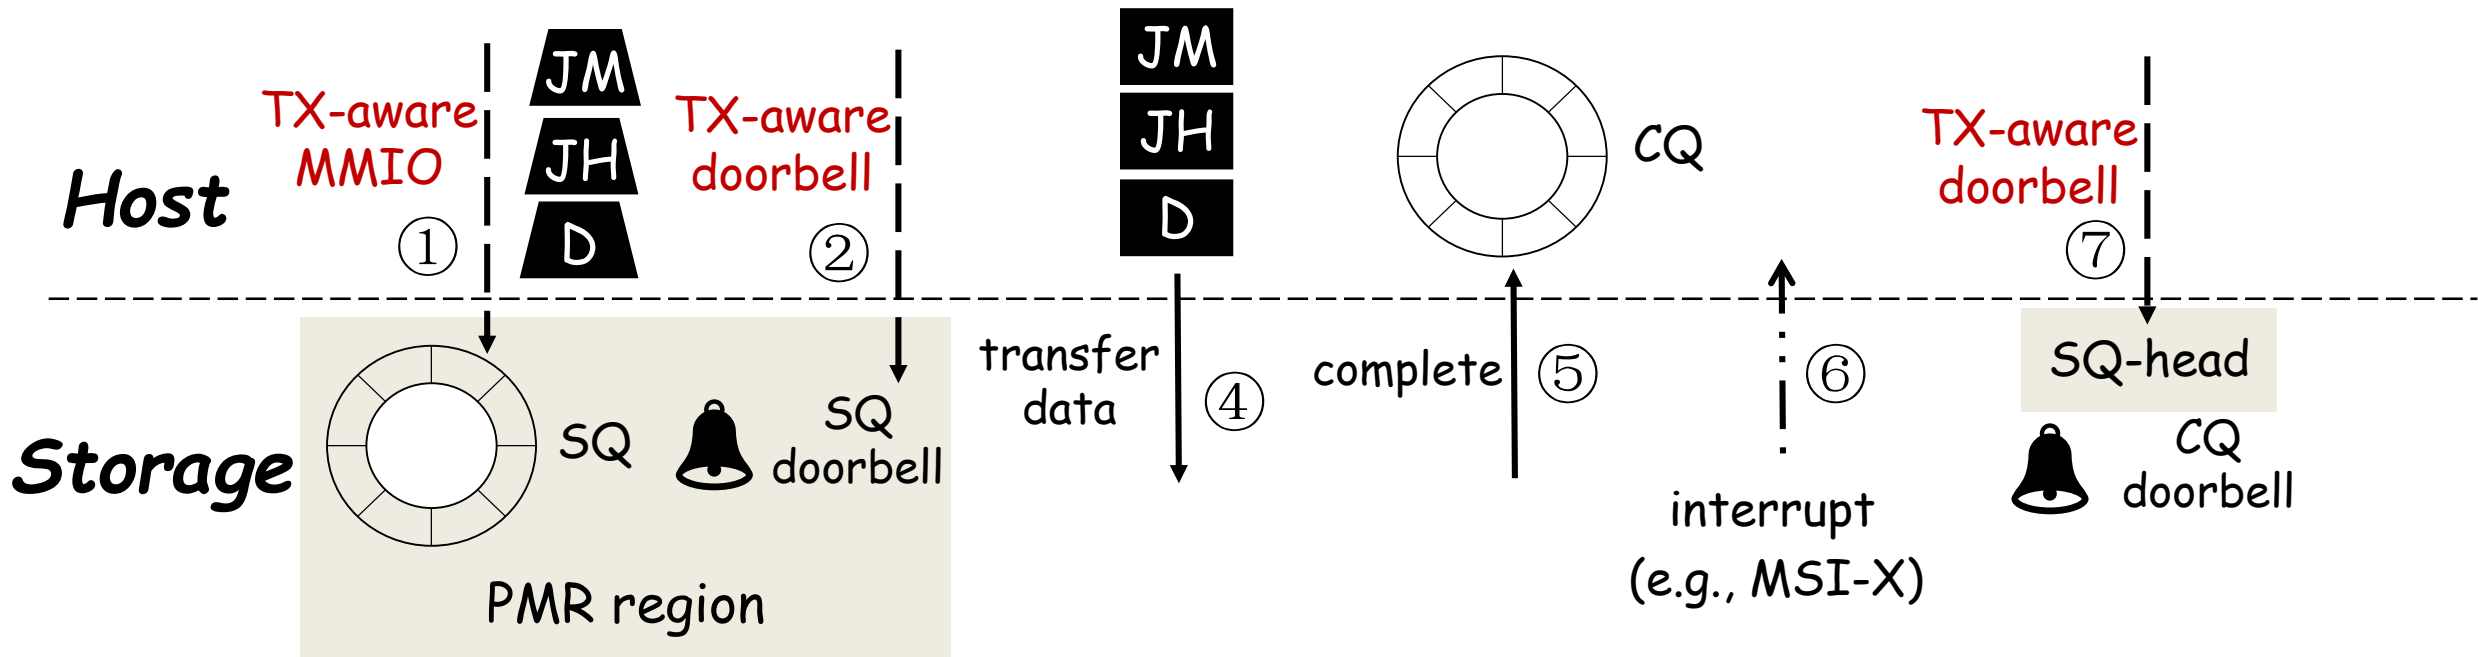 Host
TX-aware
MMIO
①
JM
JH
D
TX-aware
doorbell
②
JM
JH
D
CQ
TX-aware
doorbell
⑦
Storage
SQ
SQ
doorbell
PMR region
transfer
data
④
complete
⑤
⑥
interrupt
(e.g., MSI-X)
SQ-head
CQ
doorbell